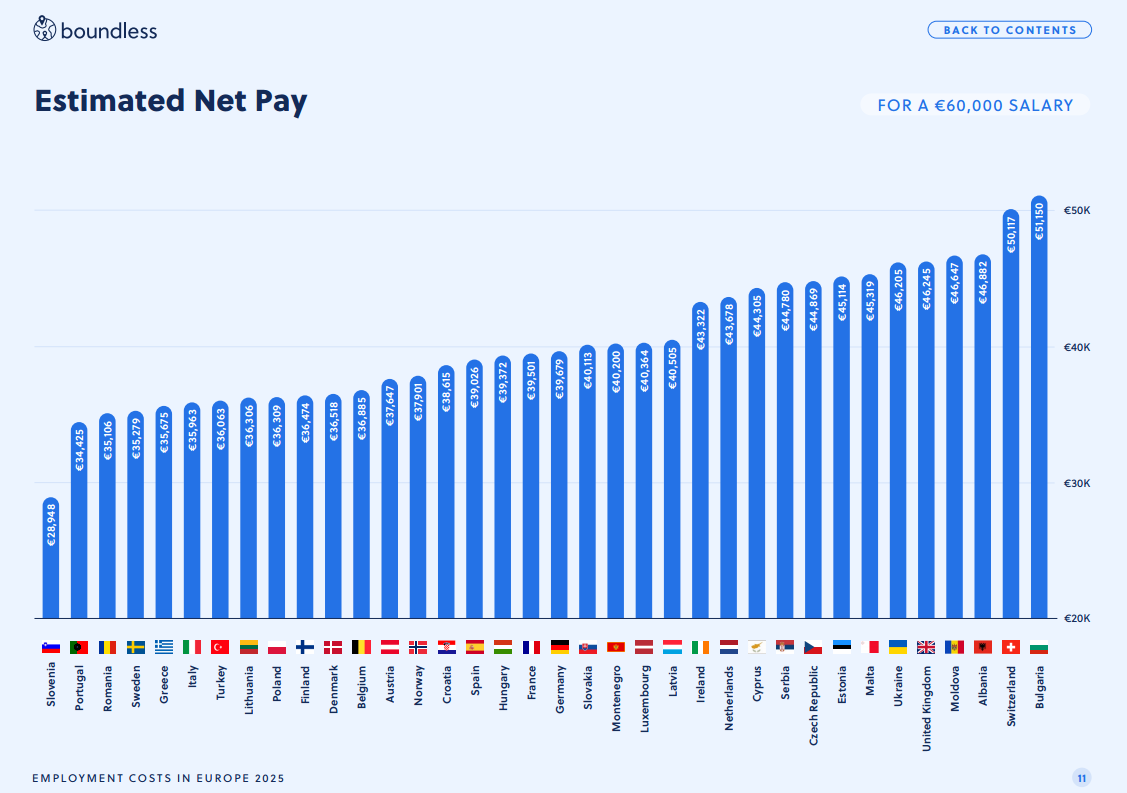 boundless
BACK TO CONTENTS
Estimated Net Pay
FOR A €60,000 SALARY
€50K
€40K
€30K
€20K
€28,948
€34,425
€35,106
€35,279
€35,675
€35,963
€36,063
€36,306
€36,309
€36,474
€36,518
€36,885
€37,647
€37,901
€38,615
€39,026
€39,372
€39,501
€39,679
€40,113
€40,200
€40,364
€40,505
€43,322
€43,678
€44,305
€44,780
€44,869
€45,114
€45,319
€46,205
€46,245
€46,647
€46,882
€50,117
€51,150
Slovenia
Portugal
Romania
Sweden
Greece
Italy
Turkey
Lithuania
Poland
Finland
Denmark
Belgium
Austria
Norway
Croatia
Spain
Hungary
France
Germany
Slovakia
Montenegro
Luxembourg
Latvia
Ireland
Netherlands
Cyprus
Serbia
Czech Republic
Estonia
Malta
Ukraine
United Kingdom
Moldova
Albania
Switzerland
Bulgaria
EMPLOYMENT COSTS IN EUROPE 2025
11